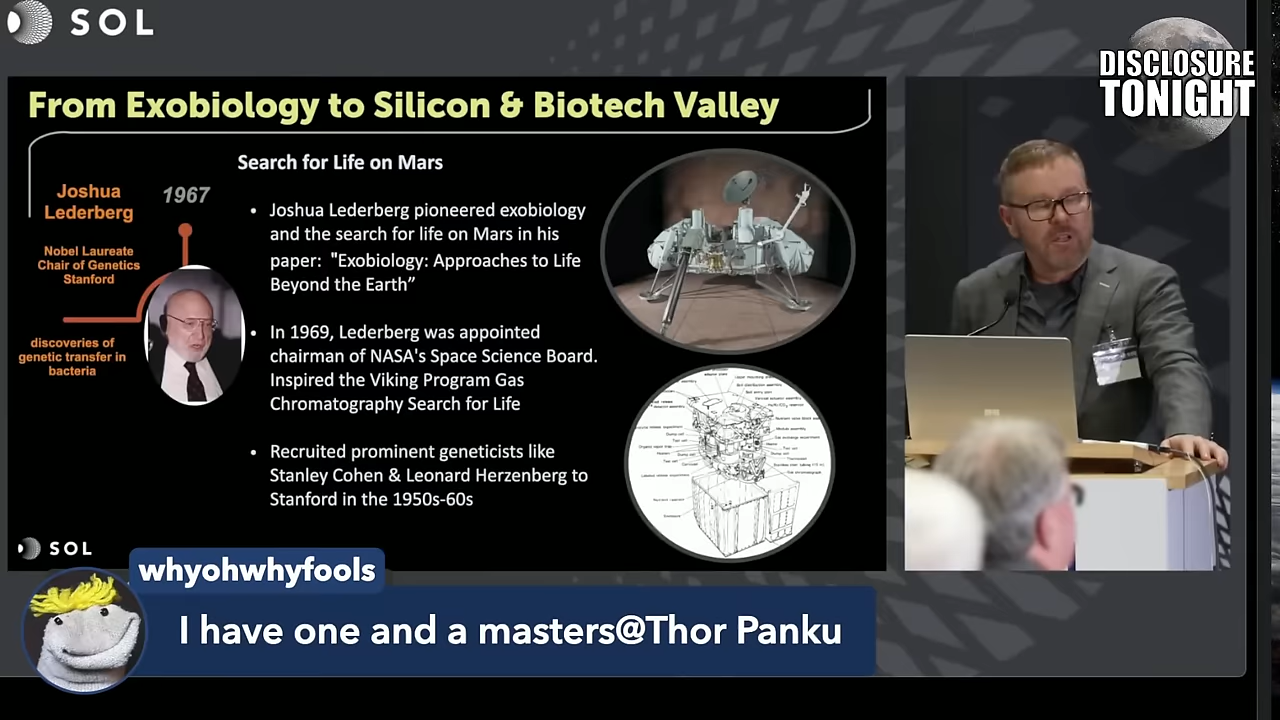 SOL
DISCLOSURE
TONIGHT
From Exobiology to Silicon & Biotech Valley
Joshua
Lederberg
1967
Nobel Laureate
Chair of Genetics
Stanford
discoveries of
genetic transfer in
bacteria
Search for Life on Mars
• Joshua Lederberg pioneered exobiology
and the search for life on Mars in his
paper: "Exobiology: Approaches to Life
Beyond the Earth”
• In 1969, Lederberg was appointed
chairman of NASA's Space Science Board.
Inspired the Viking Program Gas
Chromatography Search for Life
• Recruited prominent geneticists like
Stanley Cohen & Leonard Herzenberg to
Stanford in the 1950s-60s
SOL
whyohwhyfools
I have one and a masters@Thor Panku